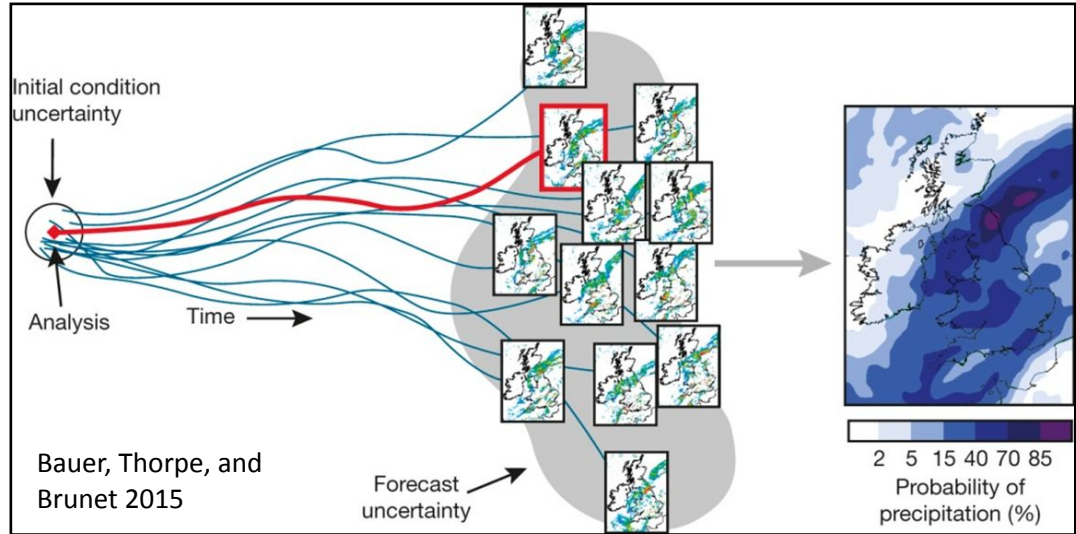 Initial condition
uncertainty
Analysis
Time
Forecast
uncertainty
Bauer, Thorpe, and
Brunet 2015
2 5 15 40 70 85
Probability of
precipitation (%)